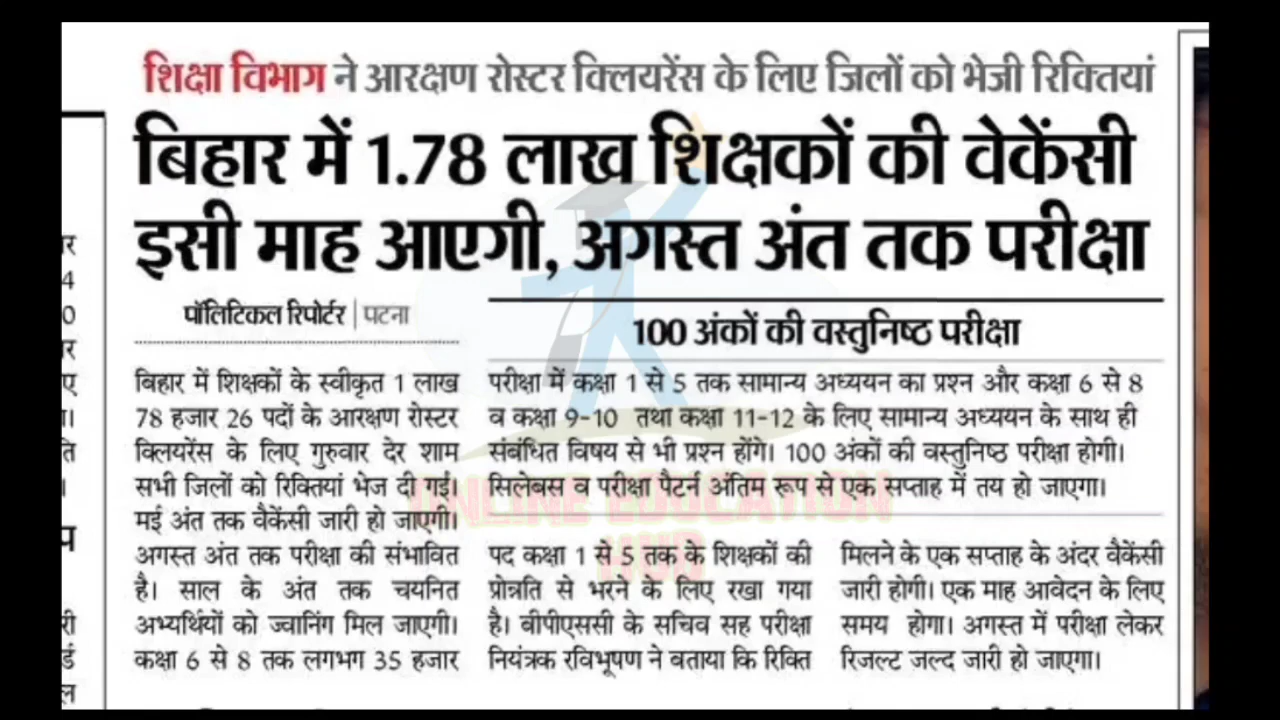 शिक्षा विभाग ने आरक्षण रोस्टर क्लियरेंस के लिए जिलों को भेजी रिक्तियां
बिहार में 1.78 लाख शिक्षकों की वेकेंसी
इसी माह आएगी, अगस्त अंत तक परीक्षा
पॉलिटिकल रिपोर्टर | पटना
बिहार में शिक्षकों के स्वीकृत 1 लाख
78 हजार 26 पदों के आरक्षण रोस्टर
क्लियरेंस के लिए गुरुवार देर शाम
सभी जिलों को रिक्तियां भेज दी गईं।
मई अंत तक वैकेंसी जारी हो जाएगी।
अगस्त अंत तक परीक्षा की संभावित
है। साल के अंत तक चयनित
अभ्यर्थियों को ज्वानिंग मिल जाएगी।
कक्षा 6 से 8 तक लगभग 35 हजार
100 अंकों की वस्तुनिष्ठ परीक्षा
परीक्षा में कक्षा 1 से 5 तक सामान्य अध्ययन का प्रश्न और कक्षा 6 से 8
व कक्षा 9-10 तथा कक्षा 11-12 के लिए सामान्य अध्ययन के साथ ही
संबंधित विषय से भी प्रश्न होंगे। 100 अंकों की वस्तुनिष्ठ परीक्षा होगी।
सिलेबस व परीक्षा पैटर्न अंतिम रूप से एक सप्ताह में तय हो जाएगा।
पद कक्षा 1 से 5 तक के शिक्षकों की
प्रोन्नति से भरने के लिए रखा गया
है। बीपीएससी के सचिव सह परीक्षा
नियंत्रक रविभूषण ने बताया कि रिक्ति
मिलने के एक सप्ताह के अंदर वैकेंसी
जारी होगी। एक माह आवेदन के लिए
समय होगा। अगस्त में परीक्षा लेकर
रिजल्ट जल्द जारी हो जाएगा।
ONLINE EDUCATION
HUB